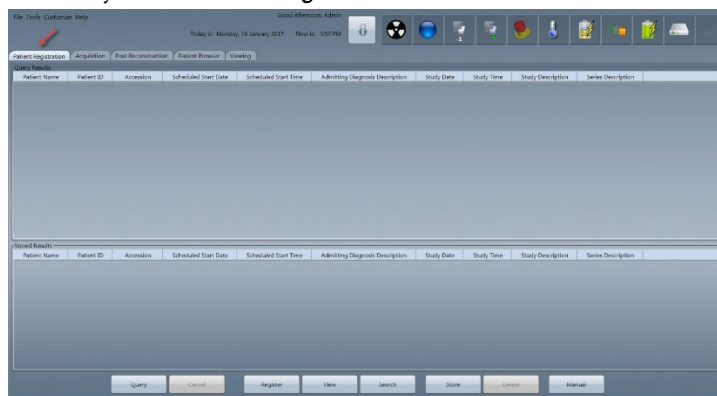 File Tools Customize Help
Good Afternoon, Admin
Today is: Monday, 16 January 2017 Time is: 3:57 PM
-1
Patient Registration Acquisition Post Reconstruction Patient Browser Viewing
Query Results
Patient Name Patient ID Accession Scheduled Start Date Scheduled Start Time Admitting Diagnosis Description Study Date Study Time Study Description Series Description
Stored Results
Patient Name Patient ID Accession Scheduled Start Date Scheduled Start Time Admitting Diagnosis Description Study Date Study Time Study Description Series Description
Query Cancel Register View Search Store Delete Manual